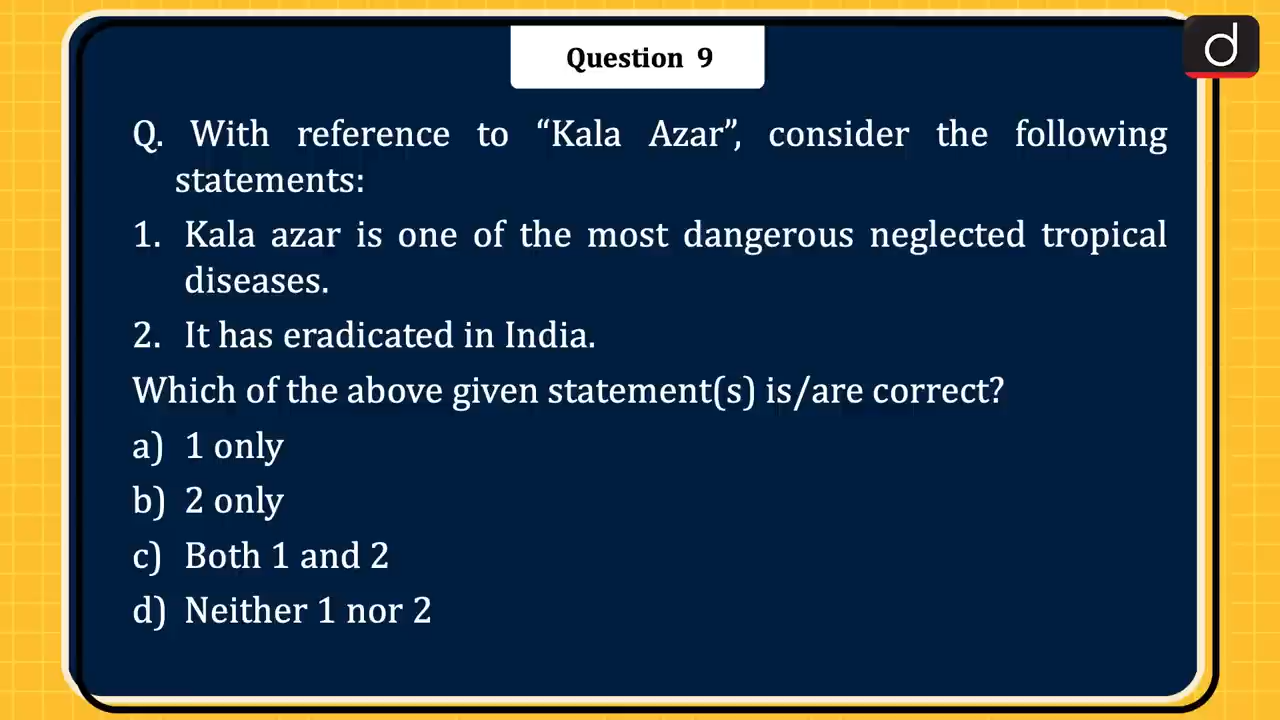 Question 9
d
Q. With reference to “Kala Azar”, consider the following
statements:
1. Kala azar is one of the most dangerous neglected tropical
diseases.
2. It has eradicated in India.
Which of the above given statement(s) is/are correct?
a) 1 only
b) 2 only
c) Both 1 and 2
d) Neither 1 nor 2